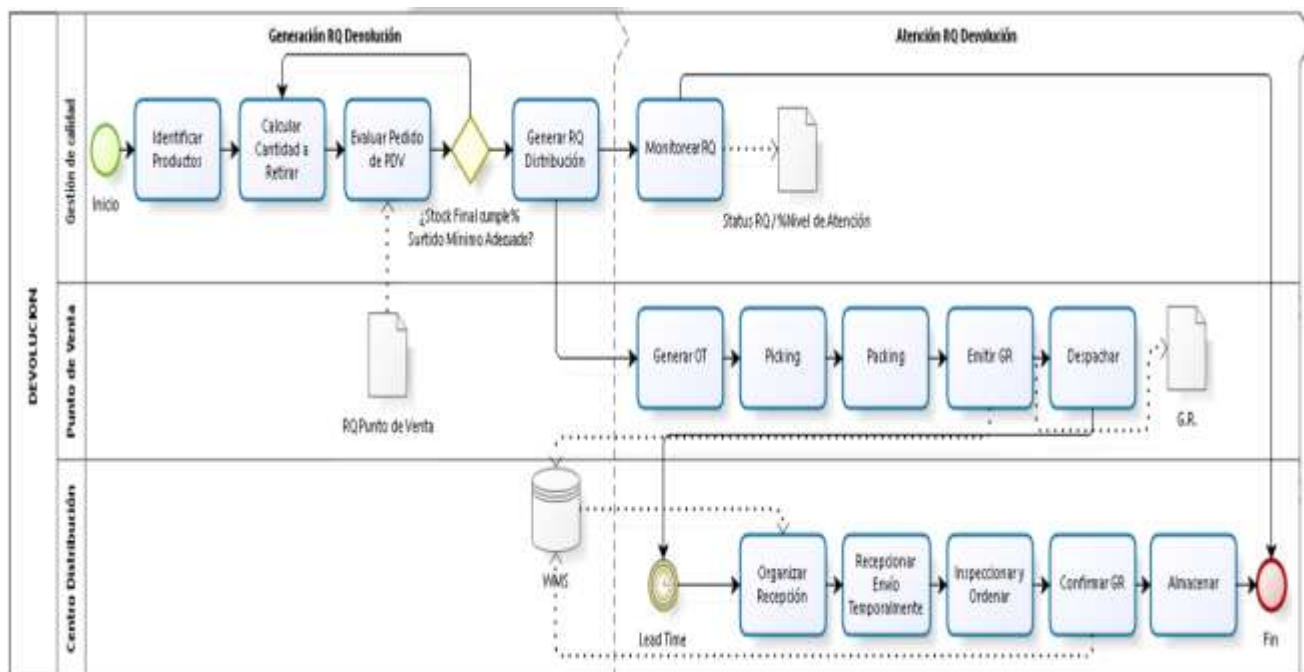 Generación RQ Devolución
Atención RQ Devolución
DEVOLUCION
Gestión de calidad
Inicio
Identificar
Productos
Calcular
Cantidad a
Retirar
Evaluar Pedido
de PDV
¿Stock Final cumple %
Surtido Mínimo Adecuado?
Generar RQ
Distribución
Monitorear RQ
Status RQ / %Nivel de Atención
Punto de Venta
RQ Punto de Venta
Generar OT
Picking
Packing
Emitir GR
Despachar
G.R.
Centro Distribución
WMS
Lead Time
Organizar
Recepción
Recepcionar
Envío
Temporalmente
Inspeccionar y
Ordenar
Confirmar GR
Almacenar
Fin